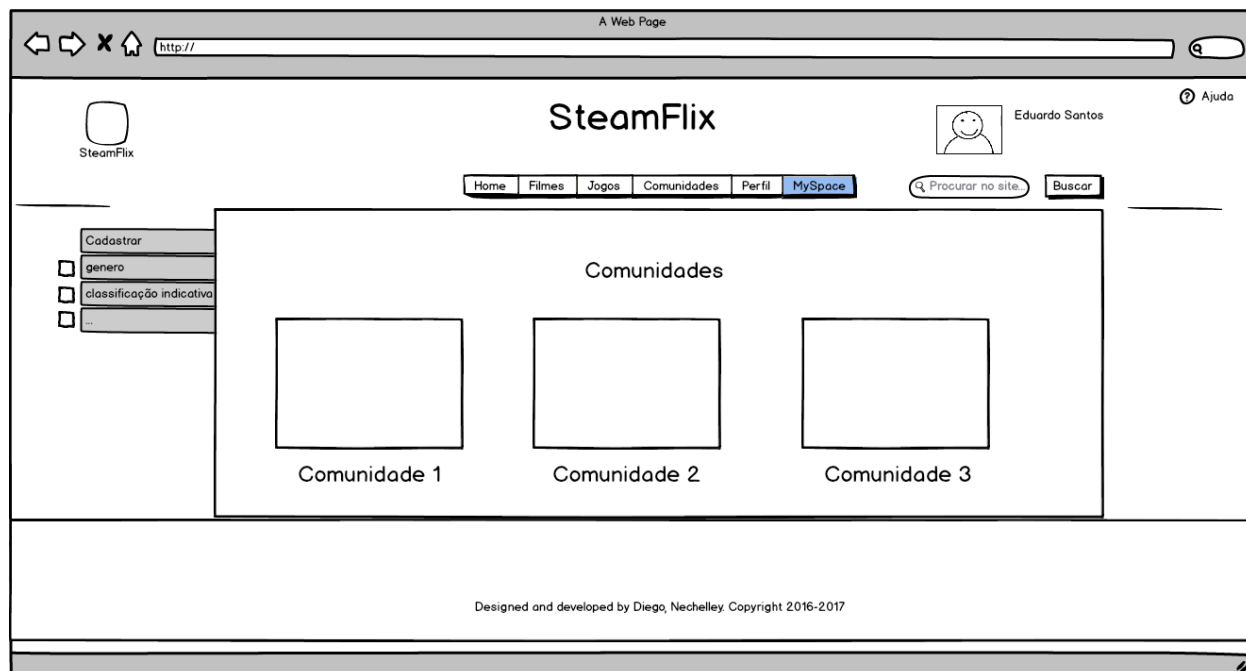 A Web Page
http://
Ajuda
SteamFlix
Eduardo Santos
SteamFlix
Home Filmes Jogos Comunidades Perfil MySpace
Procurar no site...
Buscar
Cadastrar
genero
classificação indicativa
...
Comunidades
Comunidade 1
Comunidade 2
Comunidade 3
Designed and developed by Diego, Nechelley. Copyright 2016-2017